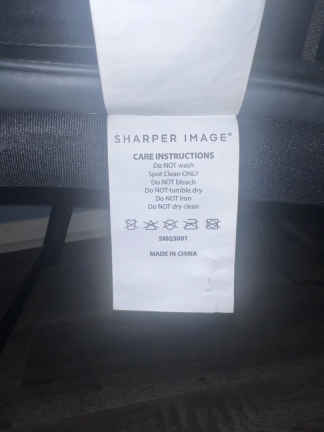 SHARPER IMAGE®
CARE INSTRUCTIONS
Do NOT wash
Spot Clean ONLY
Do NOT bleach
Do NOT tumble dry
Do NOT iron
Do NOT dry clean
MADE IN CHINA